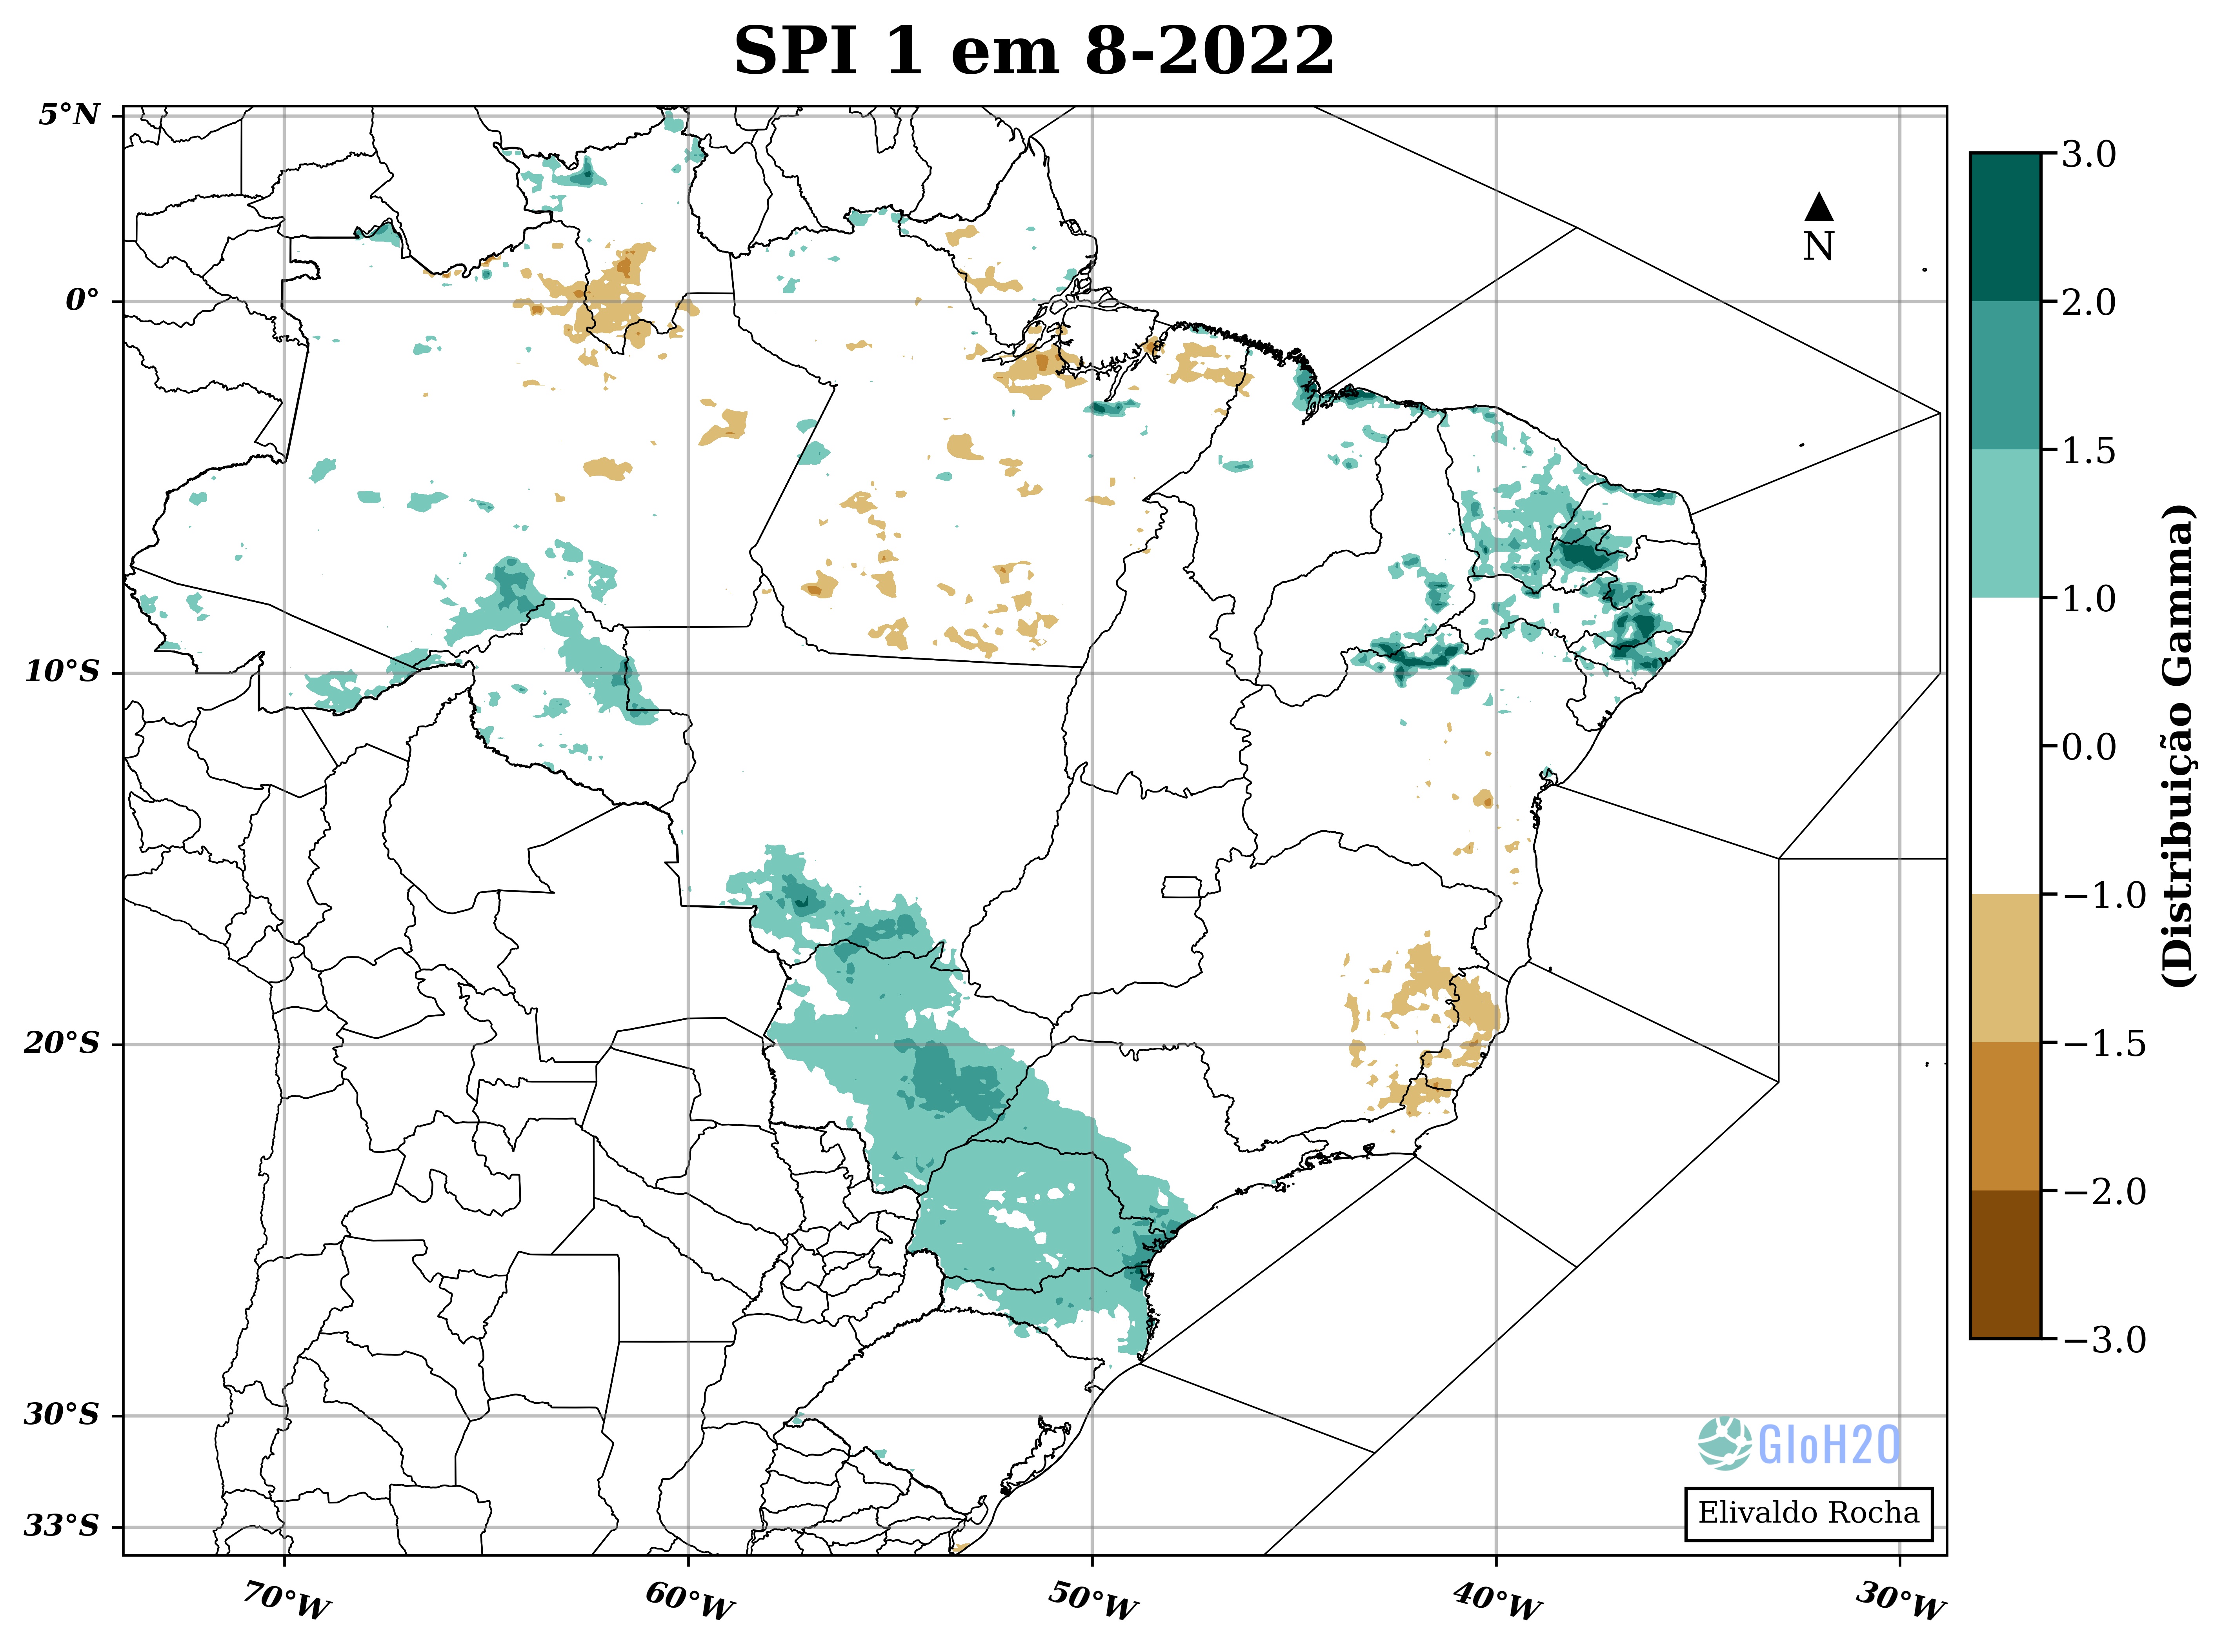 SPI 1 em 8-2022
5°N
0°
10°S
20°S
30°S
33°S
70°W
60°W
50°W
40°W
30°W
N
GloH2O
Elivaldo Rocha
3.0
2.0
1.5
1.0
0.0
−1.0
−1.5
−2.0
−3.0
(Distribuição Gamma)